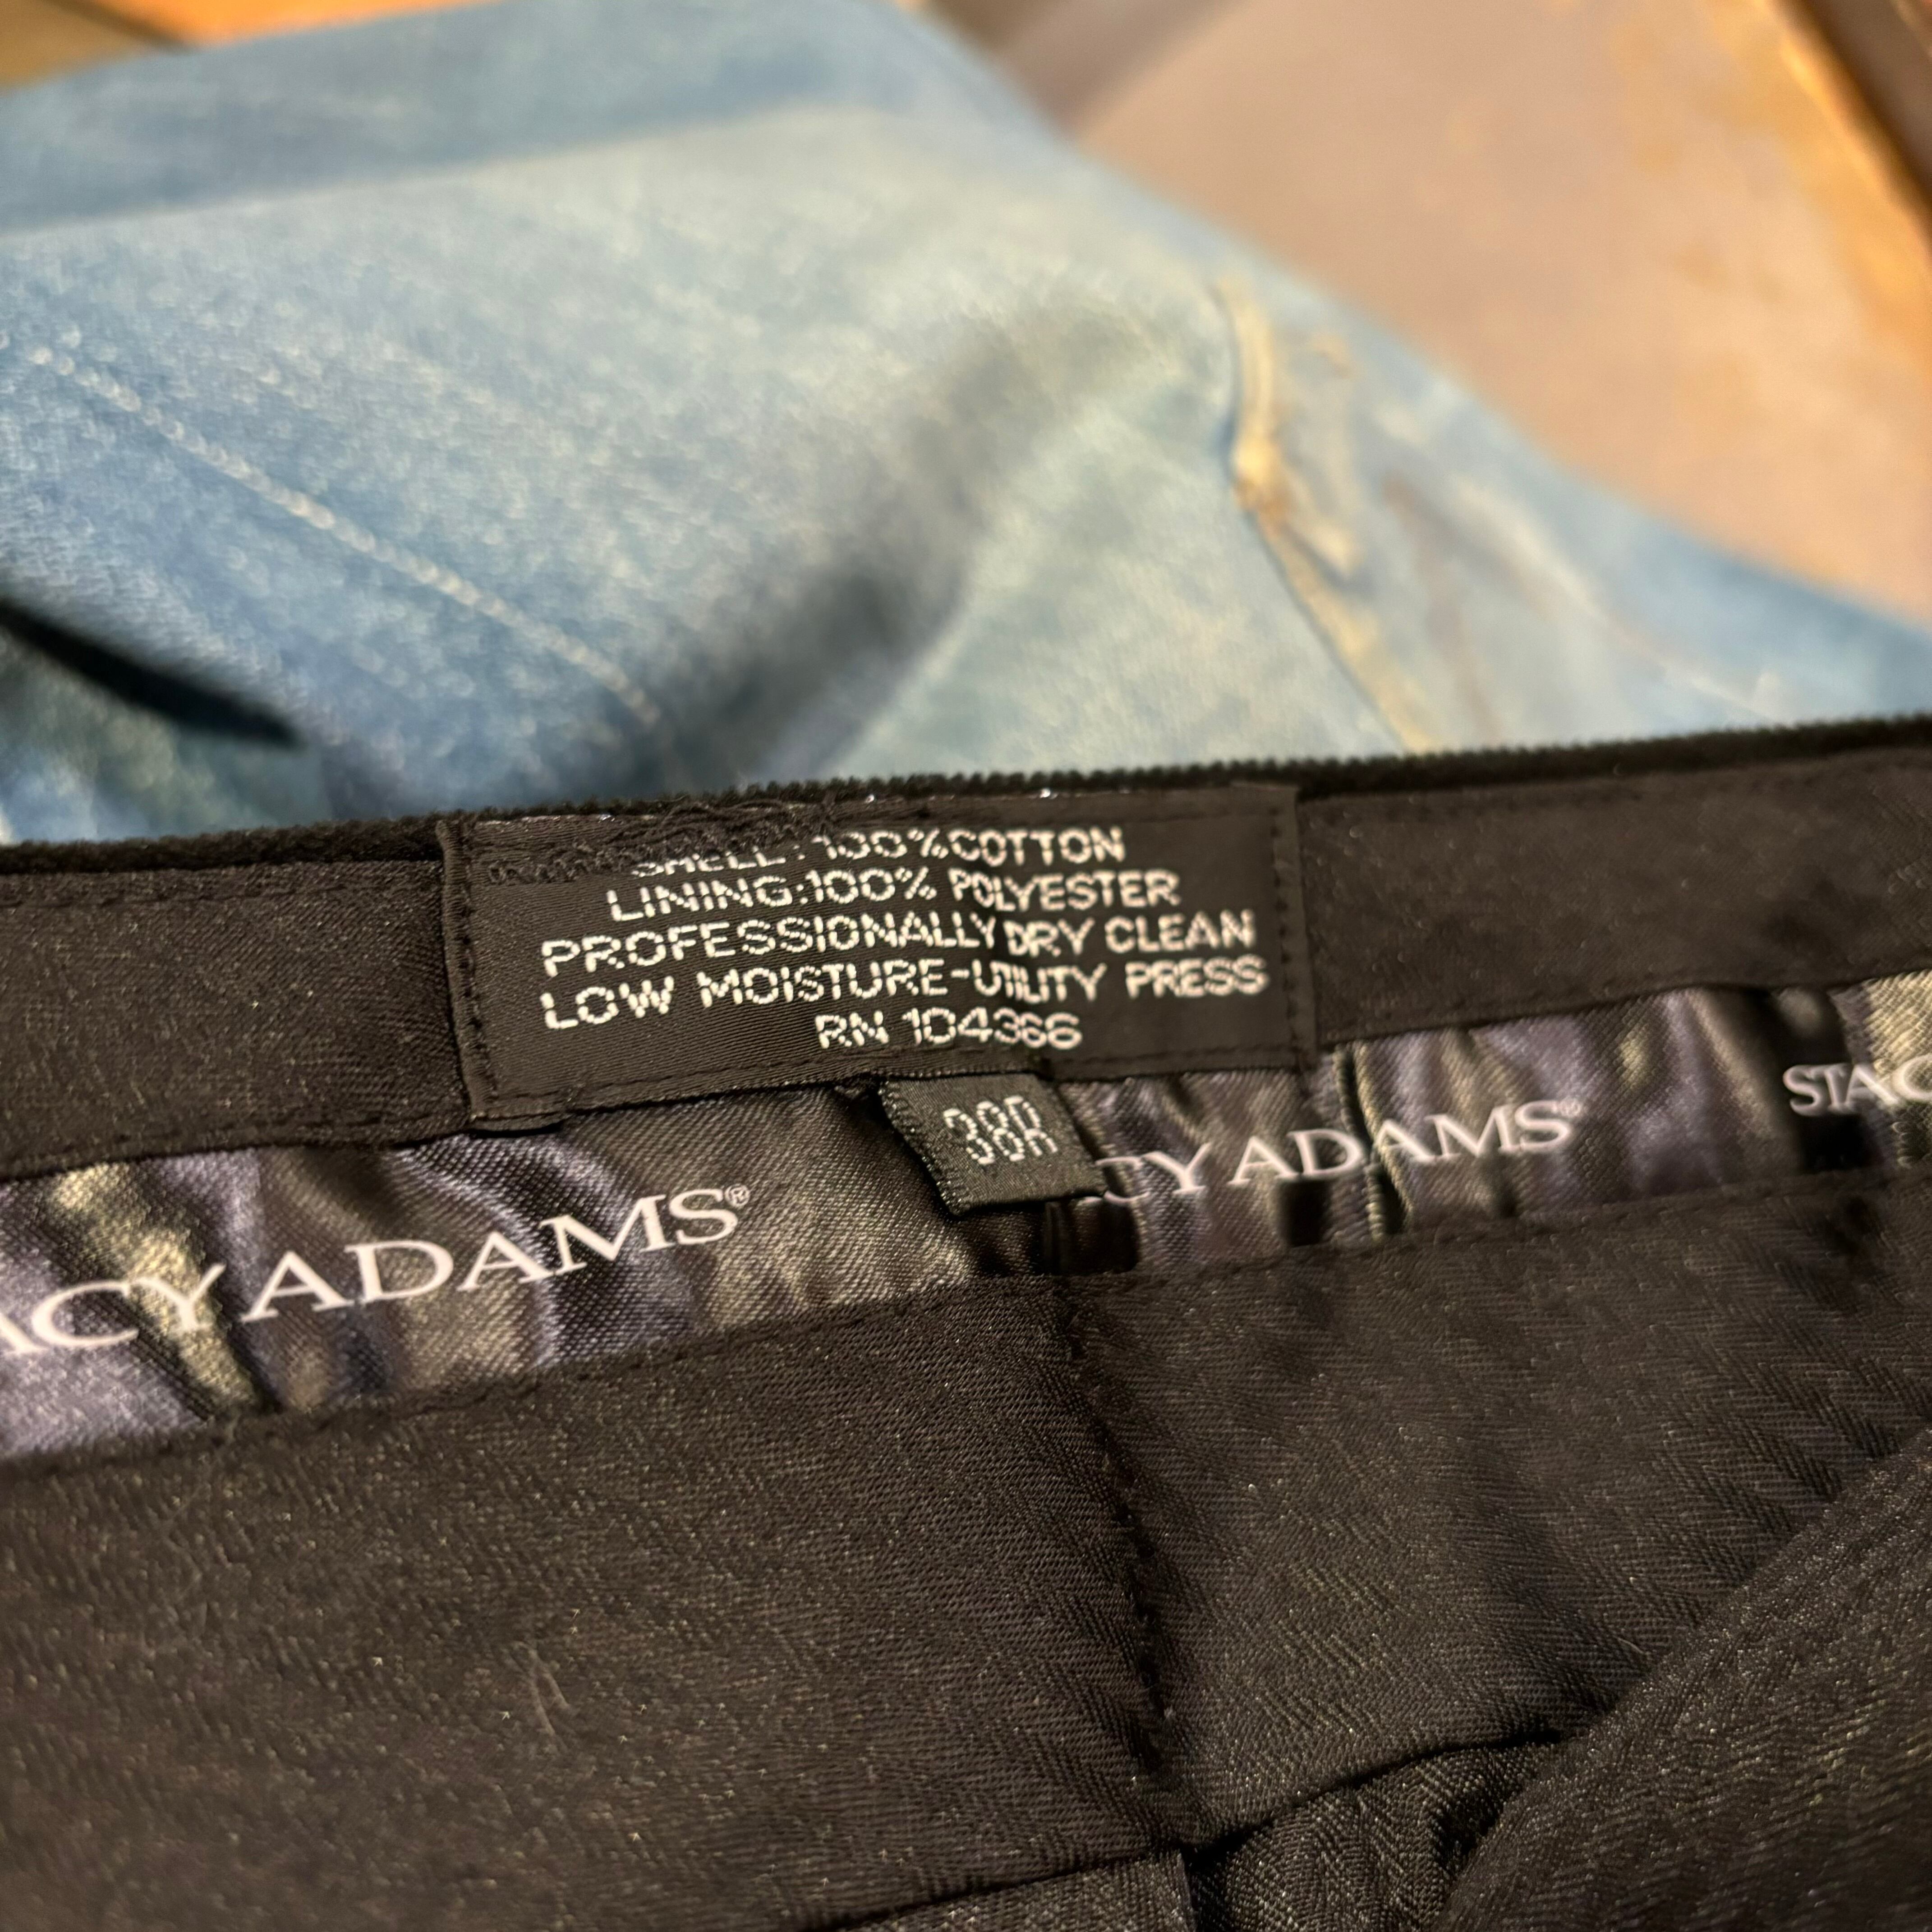 SHELL: 100% COTTON
LINING: 100% POLYESTER
PROFESSIONALLY DRY CLEAN
LOW MOISTURE-UTILITY PRESS
RN 104366
38R
ACY ADAMS®
CY ADAMS®
STAC